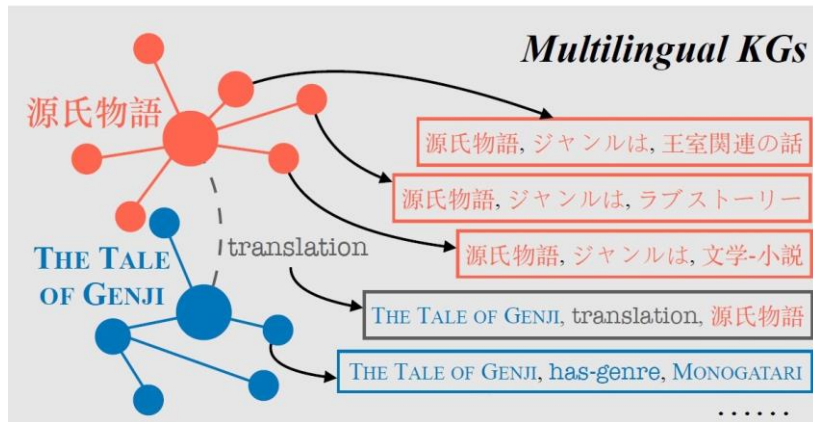 Multilingual KGs
源氏物語
源氏物語, ジャンルは, 王室関連の話
源氏物語, ジャンルは, ラブストーリー
源氏物語, ジャンルは, 文学-小説
translation
THE TALE
OF GENJI
THE TALE OF GENJI, translation, 源氏物語
THE TALE OF GENJI, has-genre, MONOGATARI
......